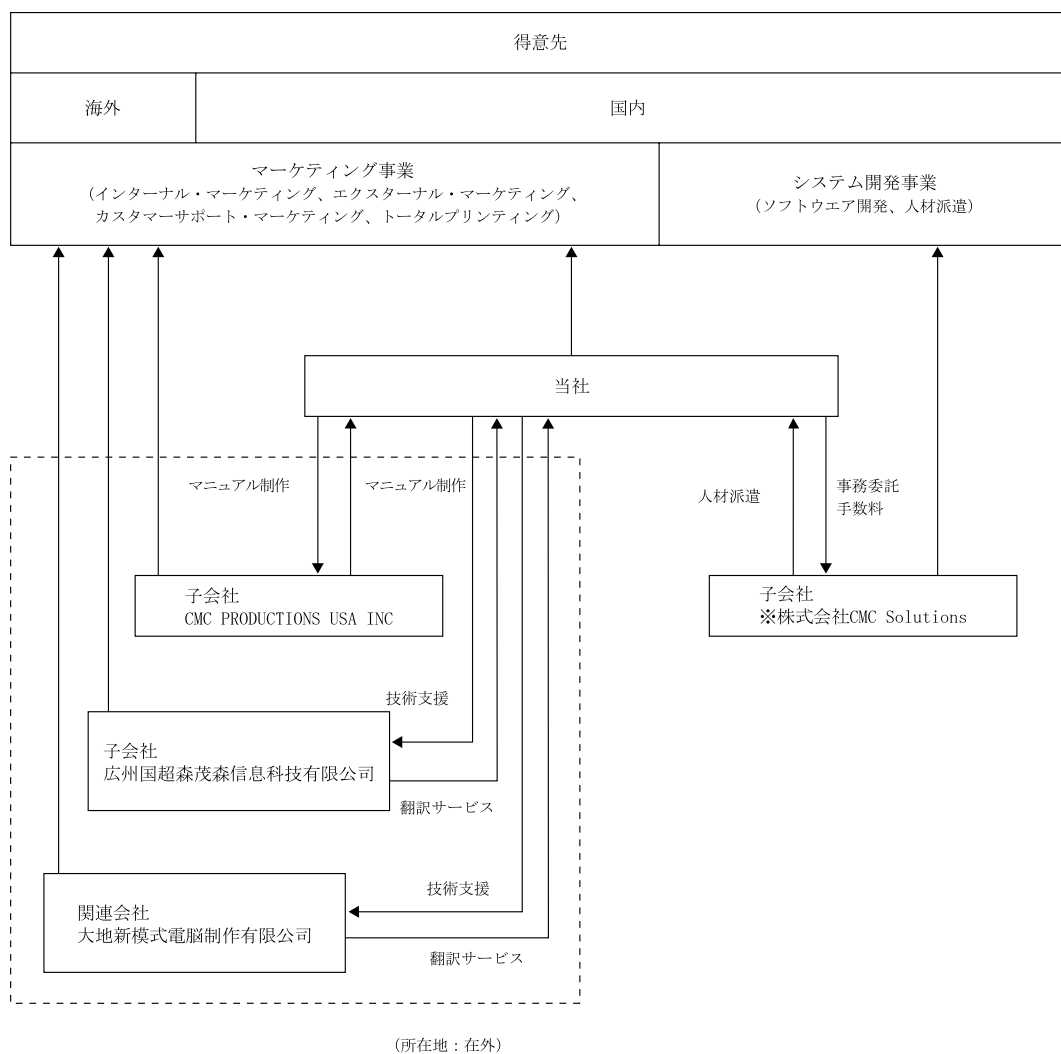 得意先
海外
国内
マーケティング事業
(インターナル・マーケティング、エクスターナル・マーケティング、
カスタマーサポート・マーケティング、トータルプリンティング)
システム開発事業
(ソフトウエア開発、人材派遣)
当社
マニュアル制作
マニュアル制作
人材派遣
事務委託
手数料
子会社
CMC PRODUCTIONS USA INC
子会社
※株式会社CMC Solutions
技術支援
子会社
広州国超森茂森信息科技有限公司
翻訳サービス
技術支援
関連会社
大地新模式電脳制作有限公司
翻訳サービス
(所在地:在外)